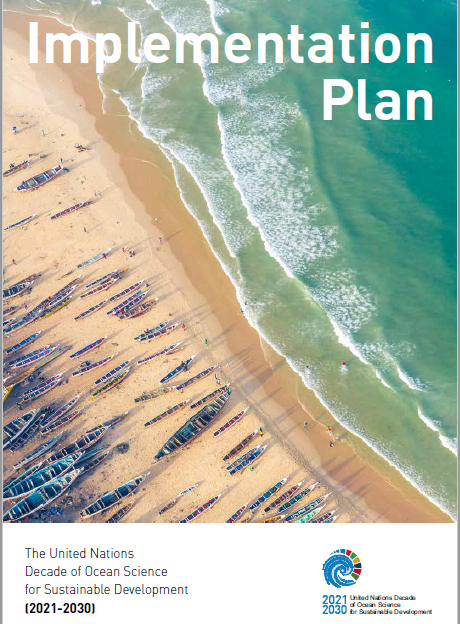 Implementation
Plan
The United Nations
Decade of Ocean Science
for Sustainable Development
(2021-2030)
2021
2030
United Nations Decade
of Ocean Science
for Sustainable Development